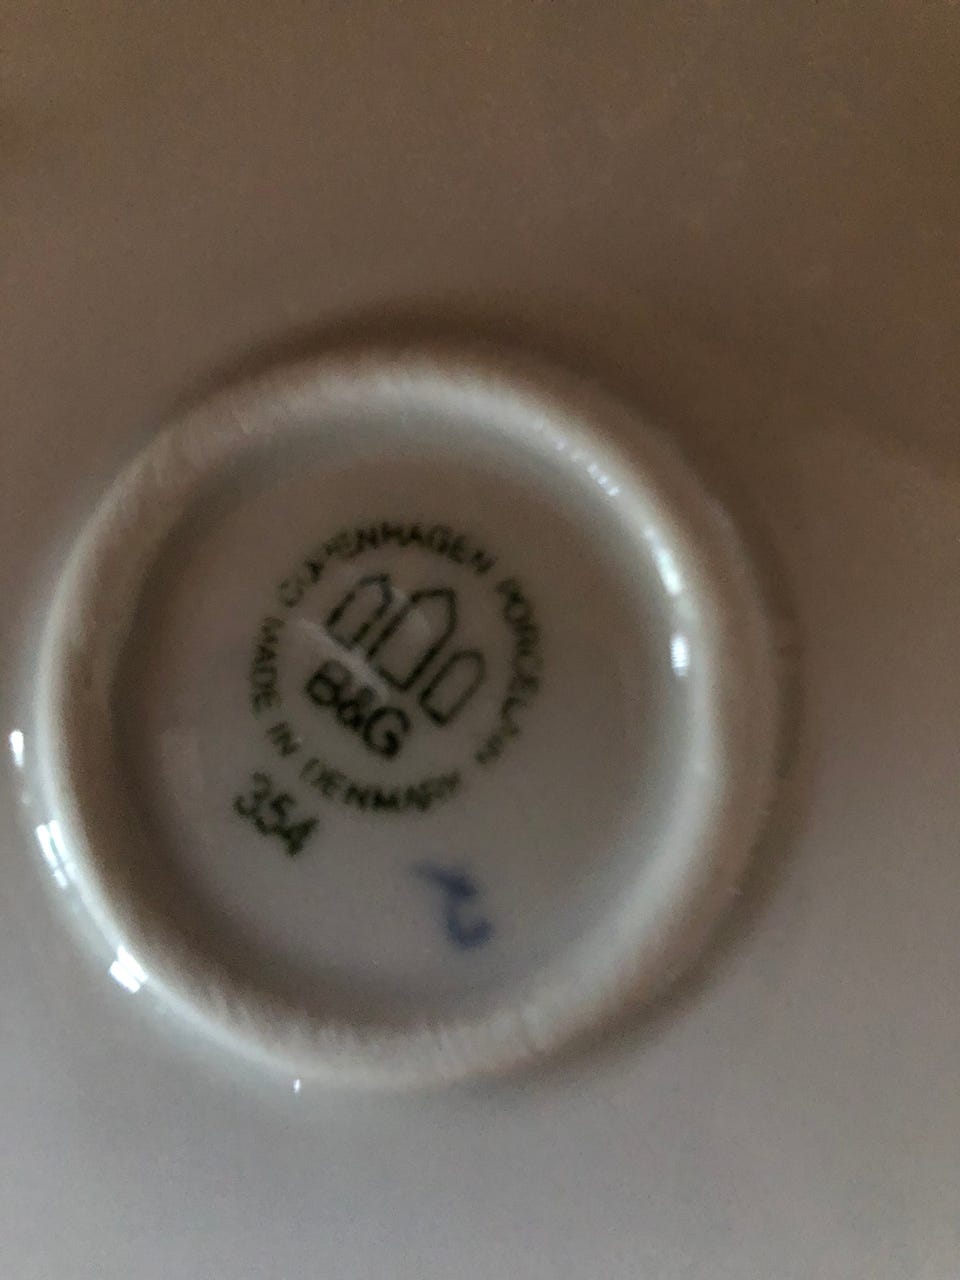 COPENHAGEN PORCELAIN
B&G
MADE IN DENMARK
354